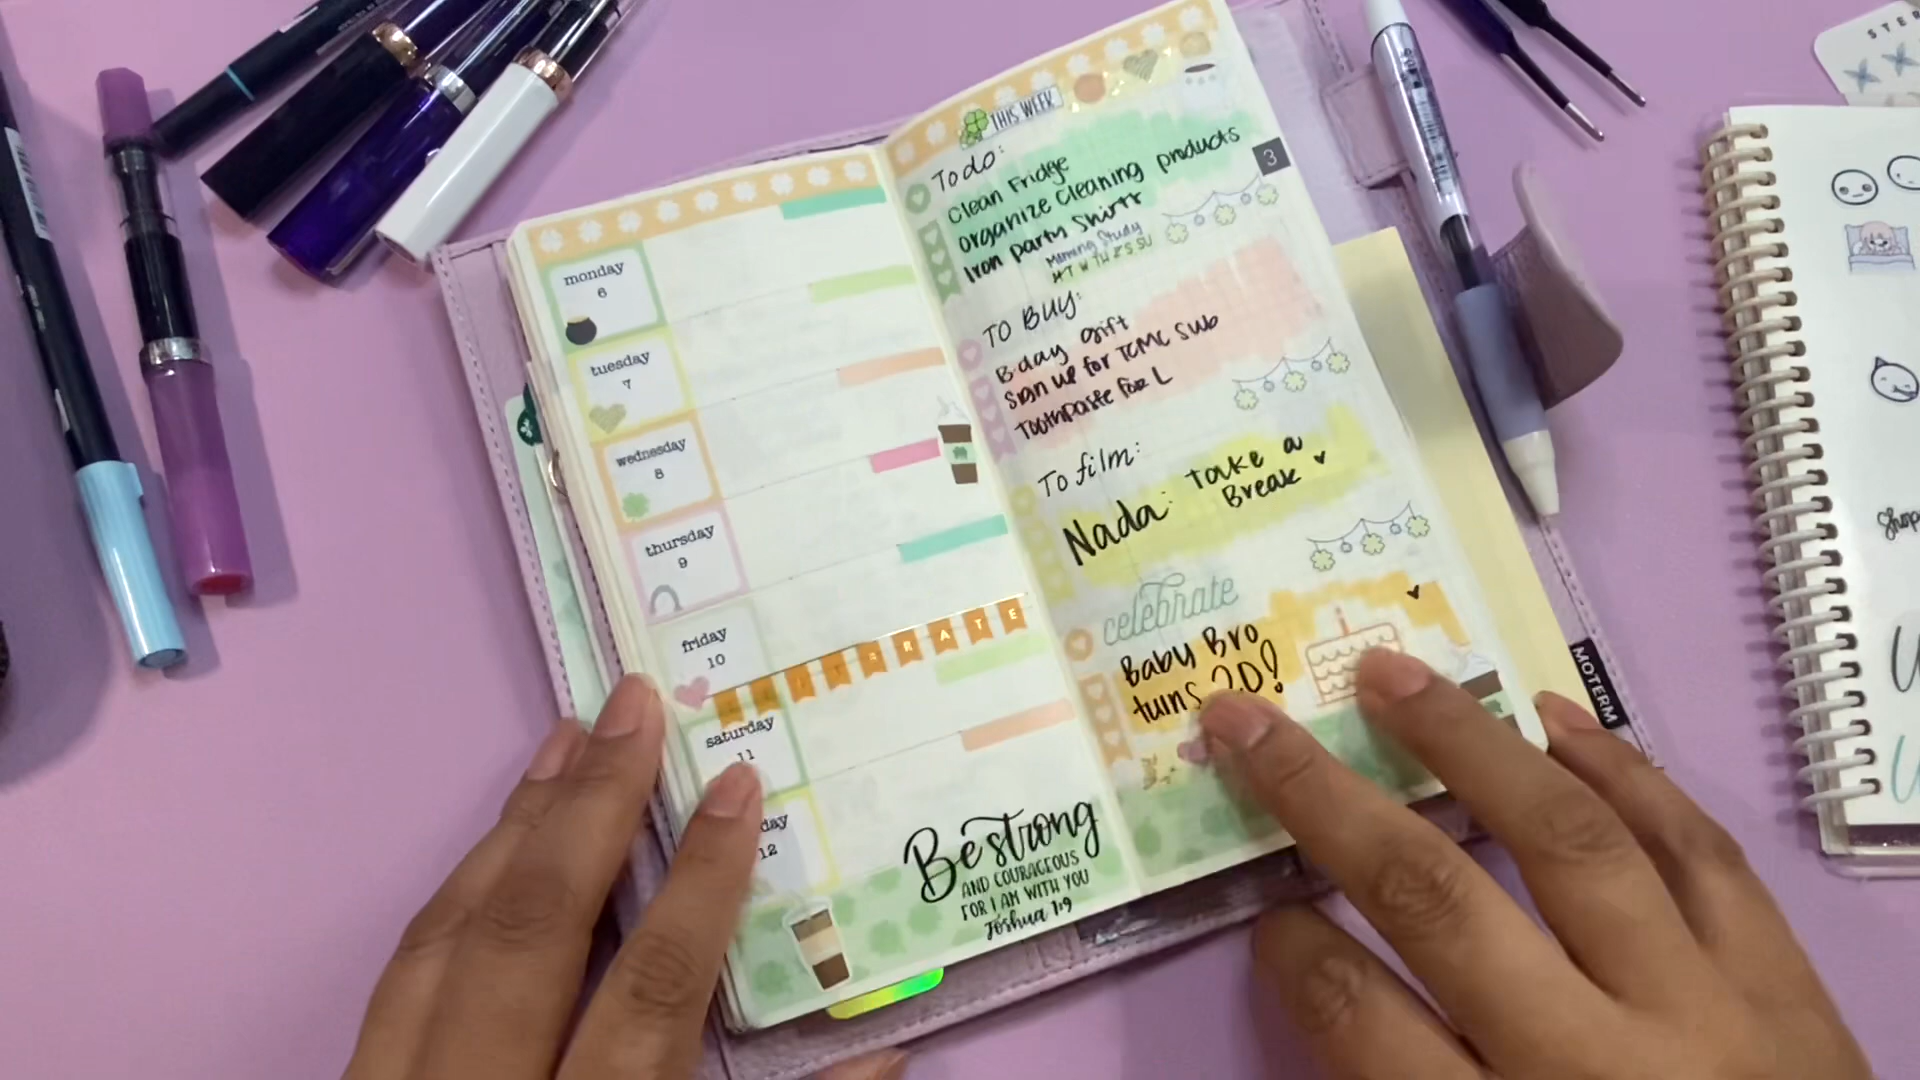 monday
6
tuesday
7
wednesday
8
thursday
9
friday
10
saturday
11
12
Be strong
AND COURAGEOUS
FOR I AM WITH YOU
Joshua 1:9
THIS WEEK
3
To do:
Clean Fridge
organize Cleaning products
Iron party Shirts
Morning Study
TO BUY:
B-day gift
Sign up for TCMC Sub
Toothpaste for L
To film:
Nada: Take a
Break
celebrate
Baby Bro
turns 20!
MOTERM